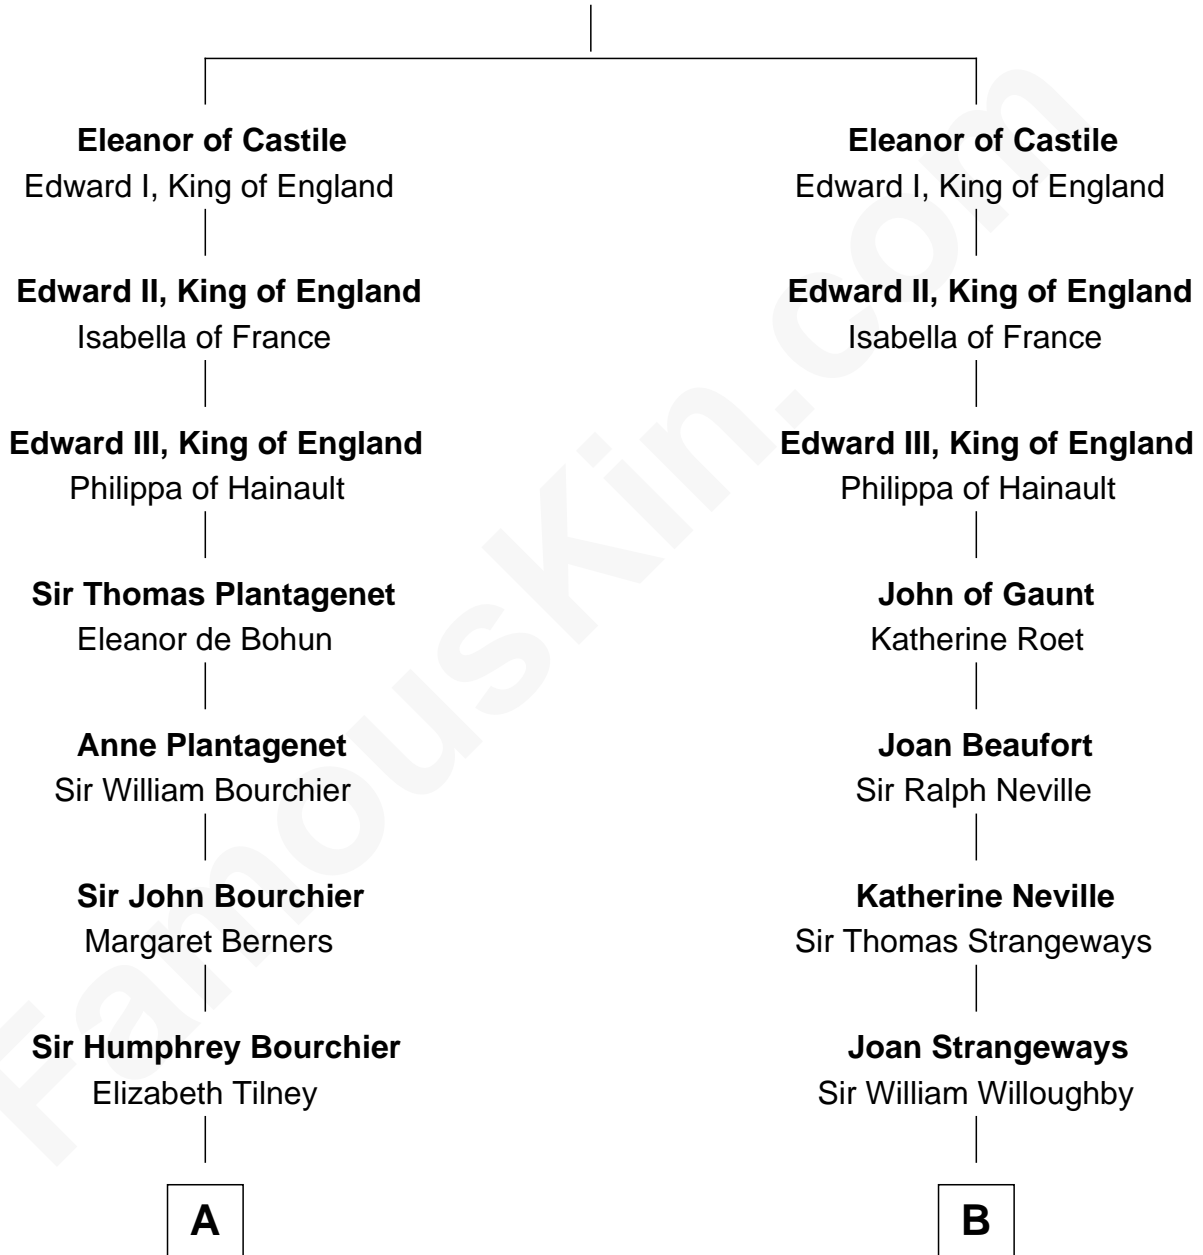 Eleanor of Castile
Edward I, King of England
Edward II, King of England
Isabella of France
Edward III, King of England
Philippa of Hainault
Sir Thomas Plantagenet
Eleanor de Bohun
Anne Plantagenet
Sir William Bourchier
Sir John Bourchier
Margaret Berners
Sir Humphrey Bourchier
Elizabeth Tilney
A
Eleanor of Castile
Edward I, King of England
Edward II, King of England
Isabella of France
Edward III, King of England
Philippa of Hainault
John of Gaunt
Katherine Roet
Joan Beaufort
Sir Ralph Neville
Katherine Neville
Sir Thomas Strangeways
Joan Strangeways
Sir William Willoughby
B
FamousKin.com